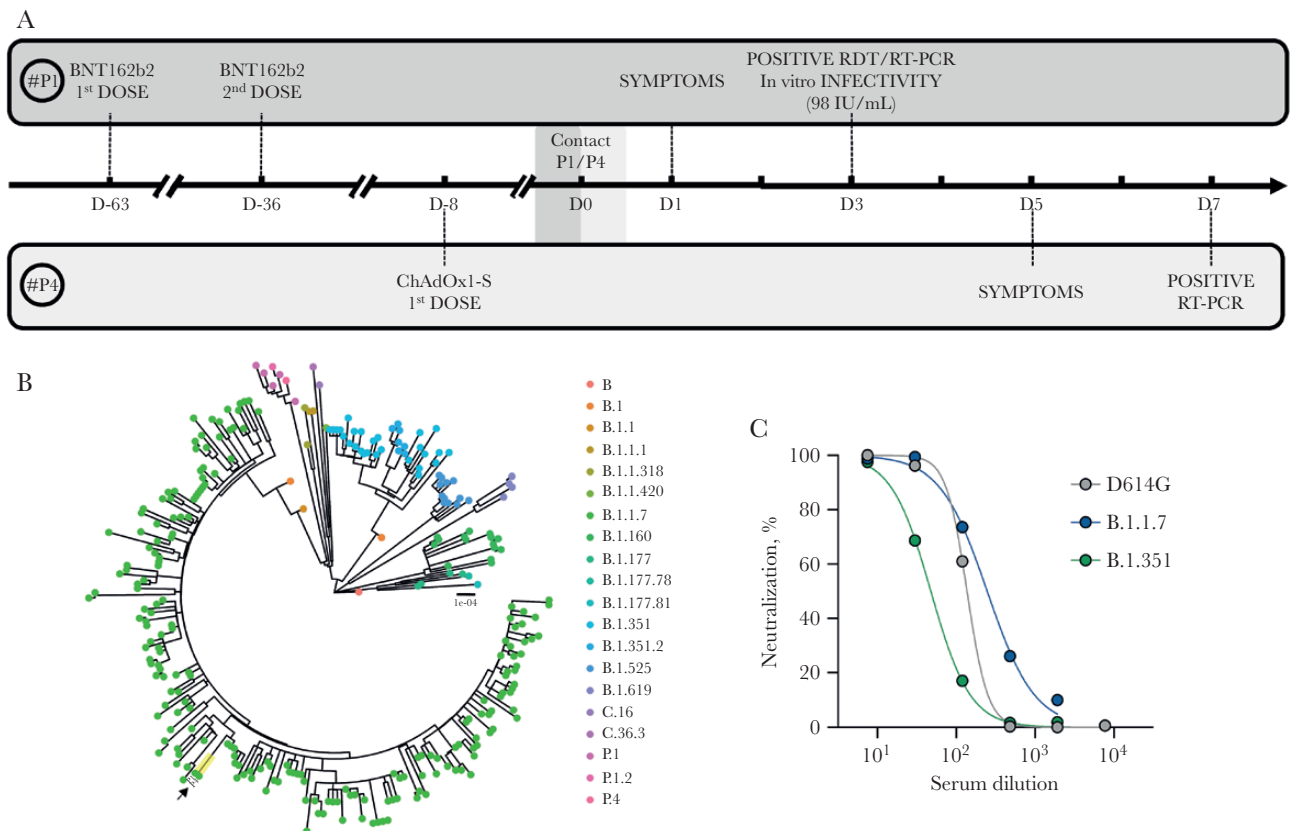 A
#P1
BNT162b2
1st DOSE
BNT162b2
2nd DOSE
SYMPTOMS
POSITIVE RDT/RT-PCR
In vitro INFECTIVITY
(98 IU/mL)
Contact
P1/P4
D-63
D-36
D-8
D0
D1
D3
D5
D7
#P4
ChAdOx1-S
1st DOSE
SYMPTOMS
POSITIVE
RT-PCR
B
B
B.1
B.1.1
B.1.1.1
B.1.1.318
B.1.1.420
B.1.1.7
B.1.160
B.1.177
B.1.177.78
B.1.177.81
B.1.351
B.1.351.2
B.1.525
B.1.619
C.16
C.36.3
P.1
P.1.2
P.4
1e-04
C
Neutralization, %
100
80
60
40
20
0
10¹
10²
10³
10⁴
Serum dilution
D614G
B.1.1.7
B.1.351